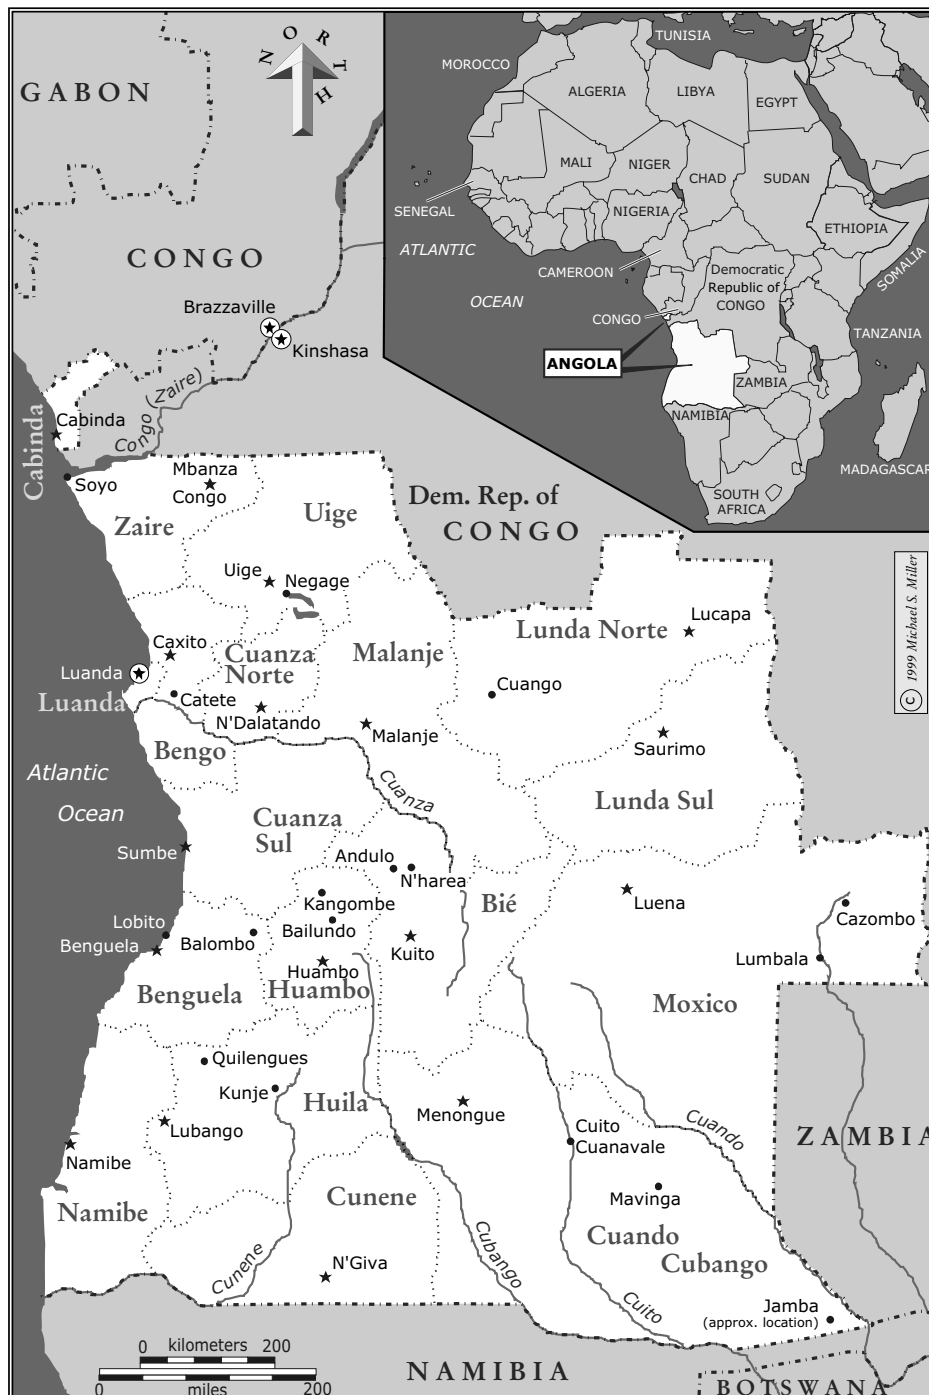 NORTH
GABON
CONGO
Brazzaville
Kinshasa
Congo (Zaire)
Cabinda
Cabinda
Soyo
Mbanza
Congo
Zaire
Uige
Dem. Rep. of
CONGO
TUNISIA
MOROCCO
ALGERIA
LIBYA
EGYPT
MALI
NIGER
CHAD
SUDAN
SENEGAL
NIGERIA
ETHIOPIA
ATLANTIC
OCEAN
CAMEROON
SOMALIA
Democratic
Republic of
CONGO
CONGO
TANZANIA
ANGOLA
ZAMBIA
NAMIBIA
MADAGASCAR
SOUTH
AFRICA
© 1999 Michael S. Miller
Uige
Negage
Lucapa
Lunda Norte
Caxito
Cuanza
Norte
Malanje
Luanda
Luanda
Catete
Cuango
N'Dalatando
Malanje
Saurimo
Bengo
Atlantic
Ocean
Cuanza
Lunda Sul
Cuanza
Sul
Sumbe
Andulo
N'harea
Kangombe
Bié
Luena
Cazombo
Lobito
Bailundo
Benguela
Balombo
Kuito
Lumbala
Huambo
Huambo
Benguela
Moxico
Quilengues
Kunje
Huila
Menongue
Lubango
Cuito
Cuanavale
Cuando
ZAMBIA
Namibe
Mavinga
Namibe
Cunene
Cuando
Cubango
Cunene
Cubango
N'Giva
Cuito
Jamba
(approx. location)
0 kilometers 200
0 miles 200
NAMIBIA
BOTSWANA